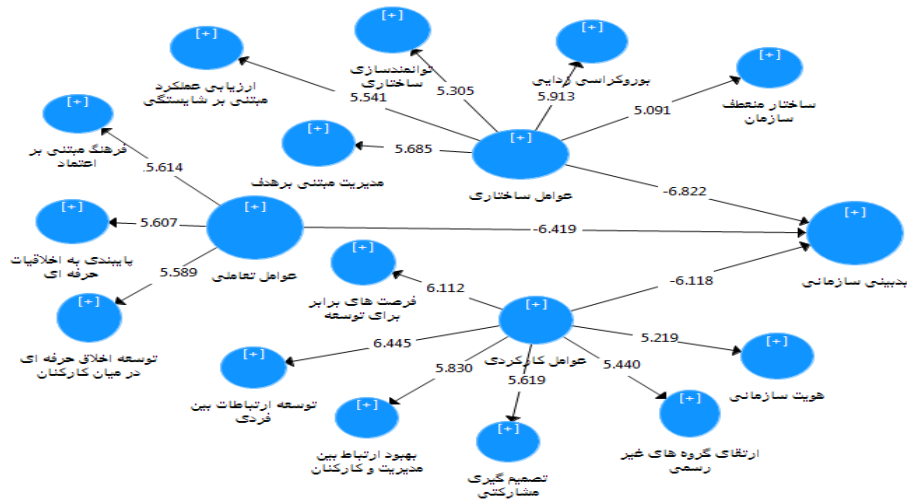 [+]
توانمندسازی
ساختاری
[+]
بوروکراسی زدایی
[+]
ارزیابی عملکرد
مبتنی بر شایستگی
[+]
ساختار منعطف
سازمان
5.541
5.305
5.913
5.091
[+]
فرهنگ مبتنی بر
اعتماد
[+]
مدیریت مبتنی برهدف
5.685
[+]
عوامل ساختاری
5.614
-6.822
[+]
پایبندی به اخلاقیات
حرفه ای
5.607
[+]
عوامل تعاملی
-6.419
[+]
بدبینی سازمانی
5.589
[+]
فرصت های برابر
برای توسعه
6.112
-6.118
[+]
توسعه اخلاق حرفه ای
در میان کارکنان
[+]
عوامل کارکردی
6.445
5.830
5.619
5.440
5.219
[+]
هویت سازمانی
[+]
توسعه ارتباطات بین
فردی
[+]
بهبود ارتباط بین
مدیریت و کارکنان
[+]
تصمیم گیری
مشارکتی
[+]
ارتقای گروه های غیر
رسمی